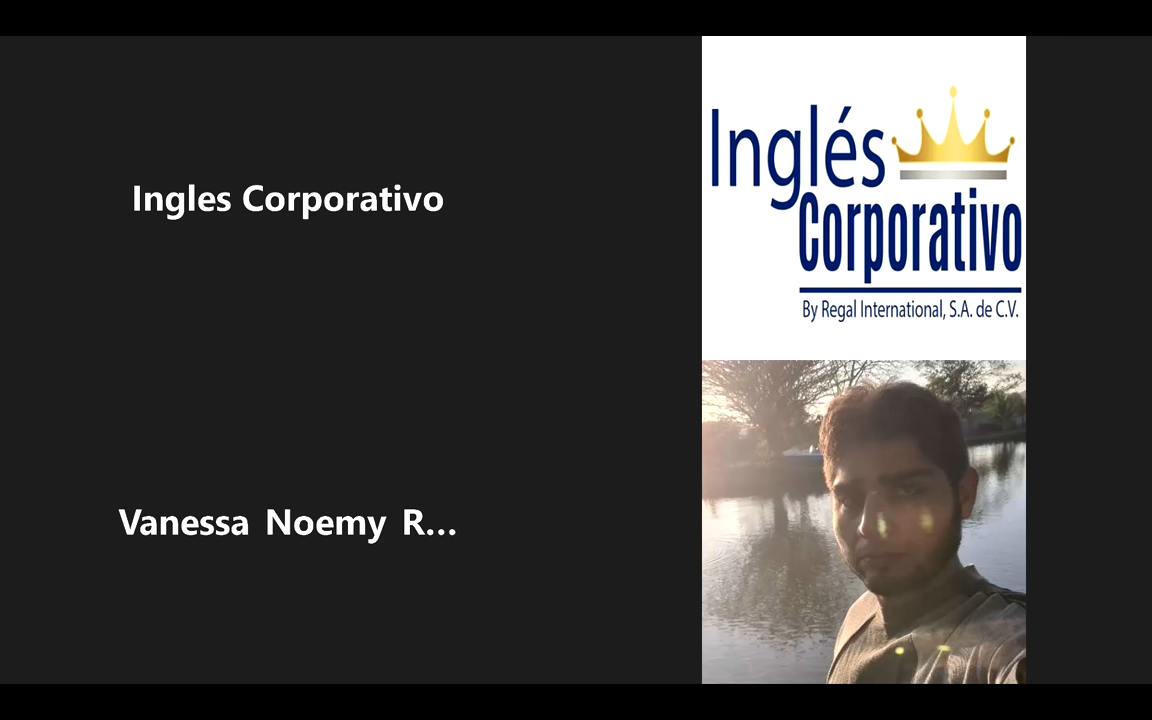 Ingles Corporativo
Inglés
Corporativo
By Regal International, S.A. de C.V.
Vanessa Noemy R...